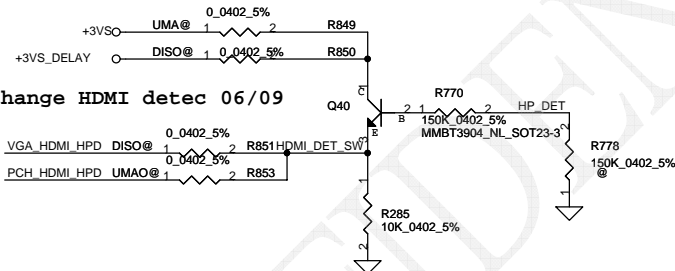 0_0402_5%
+3VS UMA@ 1 2 R849
+3VS_DELAY DISO@ 1 0_0402_5% 2 R850
hange HDMI detec 06/09
Q40
C
1
E
3
B
2
R770
1 2 HP_DET
150K_0402_5%
MMBT3904_NL_SOT23-3
2
R778
150K_0402_5%
@
1
0_0402_5%
VGA_HDMI_HPD DISO@ 1 2 R851 HDMI_DET_SW
0_0402_5%
PCH_HDMI_HPD UMAO@ 1 2 R853
1
R285
10K_0402_5%
2